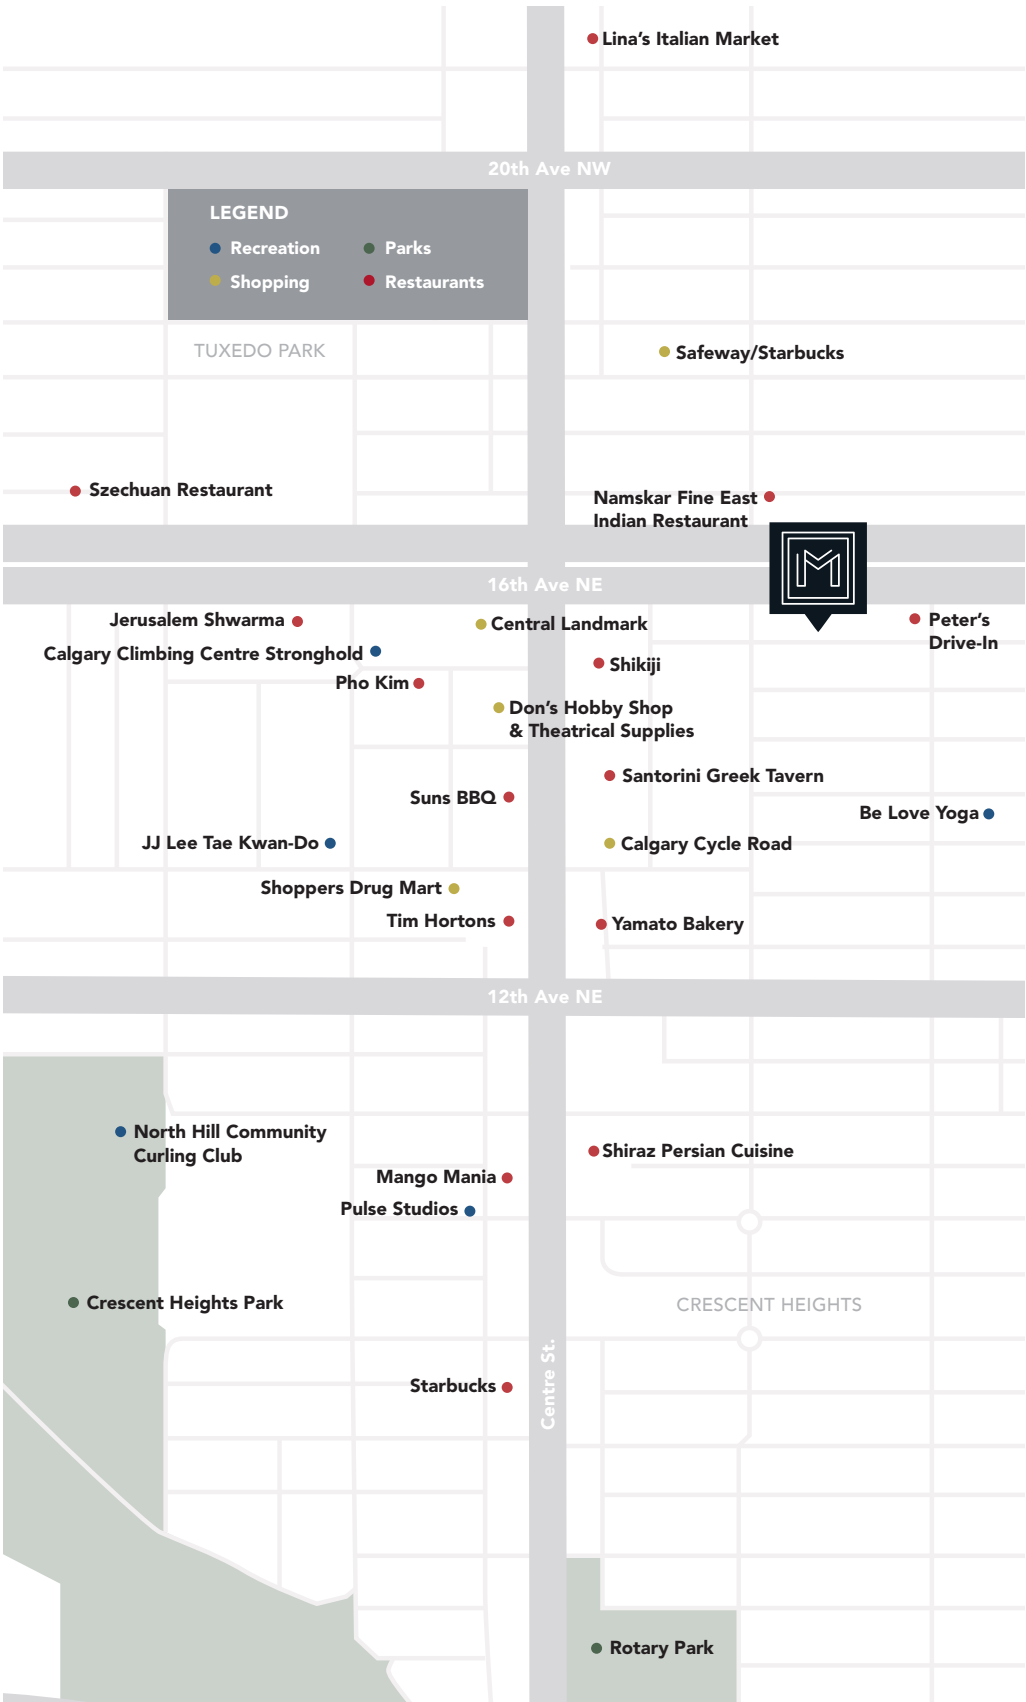 Lina's Italian Market
20th Ave NW
LEGEND
Recreation
Parks
Shopping
Restaurants
TUXEDO PARK
Safeway/Starbucks
Szechuan Restaurant
Namskar Fine East
Indian Restaurant
M
16th Ave NE
Jerusalem Shwarma
Central Landmark
Peter's
Drive-In
Calgary Climbing Centre Stronghold
Shikiji
Pho Kim
Don's Hobby Shop
& Theatrical Supplies
Santorini Greek Tavern
Suns BBQ
Be Love Yoga
JJ Lee Tae Kwan-Do
Calgary Cycle Road
Shoppers Drug Mart
Tim Hortons
Yamato Bakery
12th Ave NE
North Hill Community
Curling Club
Shiraz Persian Cuisine
Mango Mania
Pulse Studios
Crescent Heights Park
CRESCENT HEIGHTS
Centre St.
Starbucks
Rotary Park